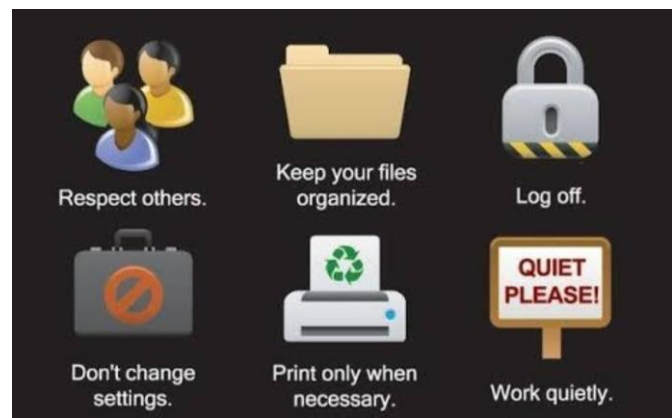 Respect others.
Keep your files
organized.
Log off.
Don't change
settings.
Print only when
necessary.
QUIET
PLEASE!
Work quietly.